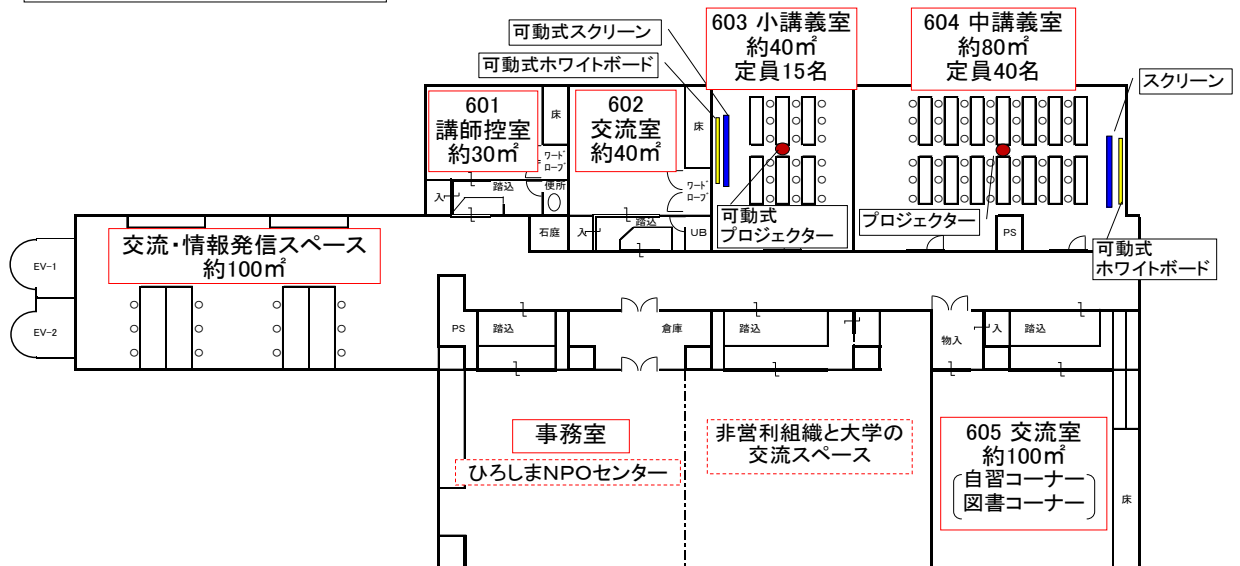 可動式スクリーン
可動式ホワイトボード
603 小講義室
約40㎡
定員15名
604 中講義室
約80㎡
定員40名
スクリーン
601
講師控室
約30㎡
床
ワード
ローブ
入
踏込
便所
602
交流室
約40㎡
床
ワード
ローブ
石庭
入
踏込
UB
可動式
プロジェクター
プロジェクター
PS
可動式
ホワイトボード
EV-1
EV-2
交流・情報発信スペース
約100㎡
PS
踏込
倉庫
踏込
物入
入
踏込
事務室
ひろしまNPOセンター
非営利組織と大学の
交流スペース
605 交流室
約100㎡
自習コーナー
図書コーナー
床